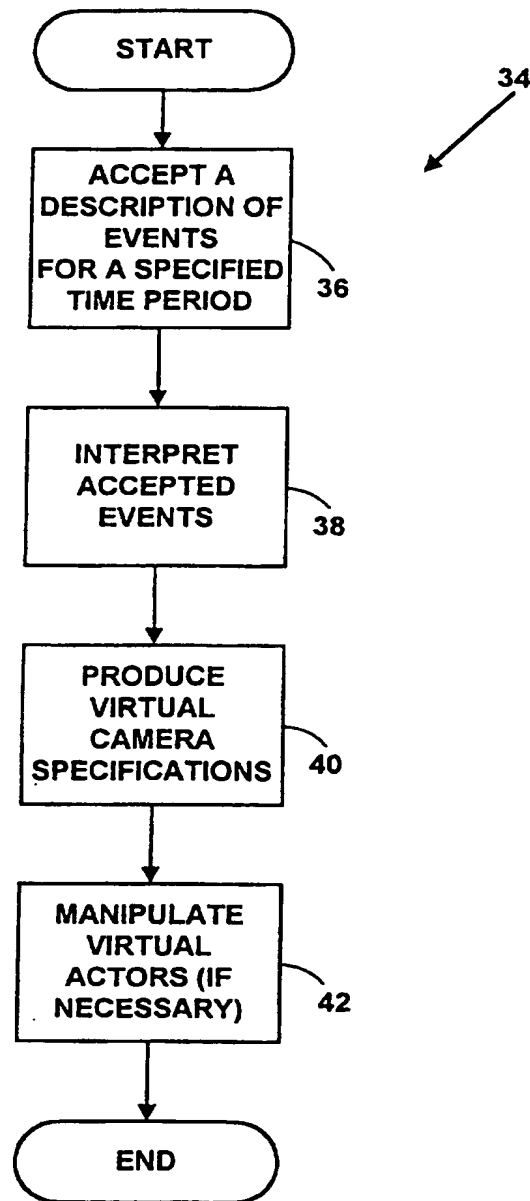 START
34
ACCEPT A
DESCRIPTION OF
EVENTS
FOR A SPECIFIED
TIME PERIOD
36
INTERPRET
ACCEPTED
EVENTS
38
PRODUCE
VIRTUAL
CAMERA
SPECIFICATIONS
40
MANIPULATE
VIRTUAL
ACTORS (IF
NECESSARY)
42
END